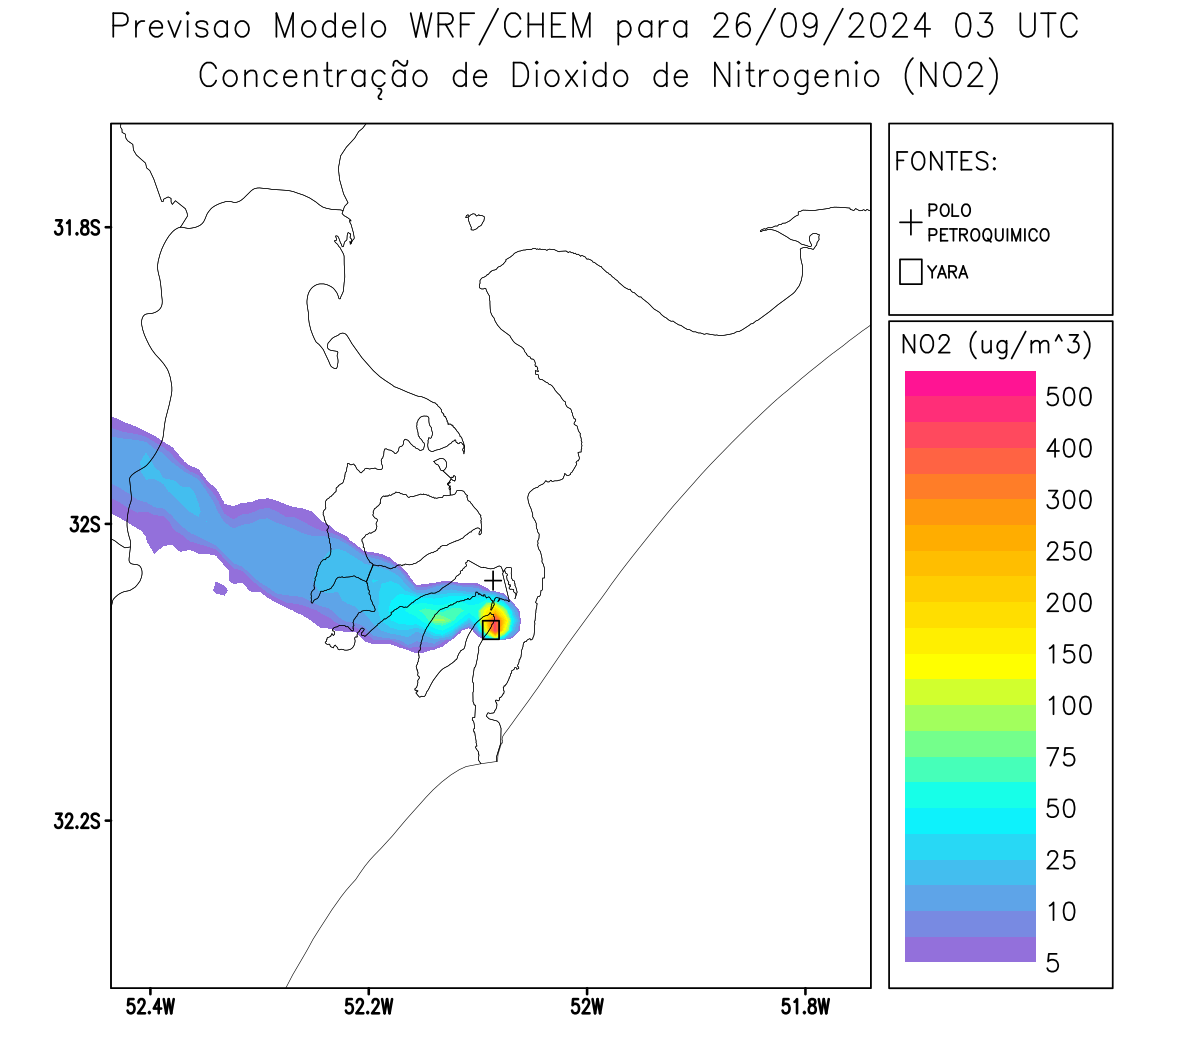 Previsao Modelo WRF/CHEM para 26/09/2024 03 UTC
Concentração de Dioxido de Nitrogenio (NO2)
FONTES:
POLO
PETROQUIMICO
YARA
NO2 (ug/m^3)
500
400
300
250
200
150
100
75
50
25
10
5
31.8S
32S
32.2S
52.4W
52.2W
52W
51.8W